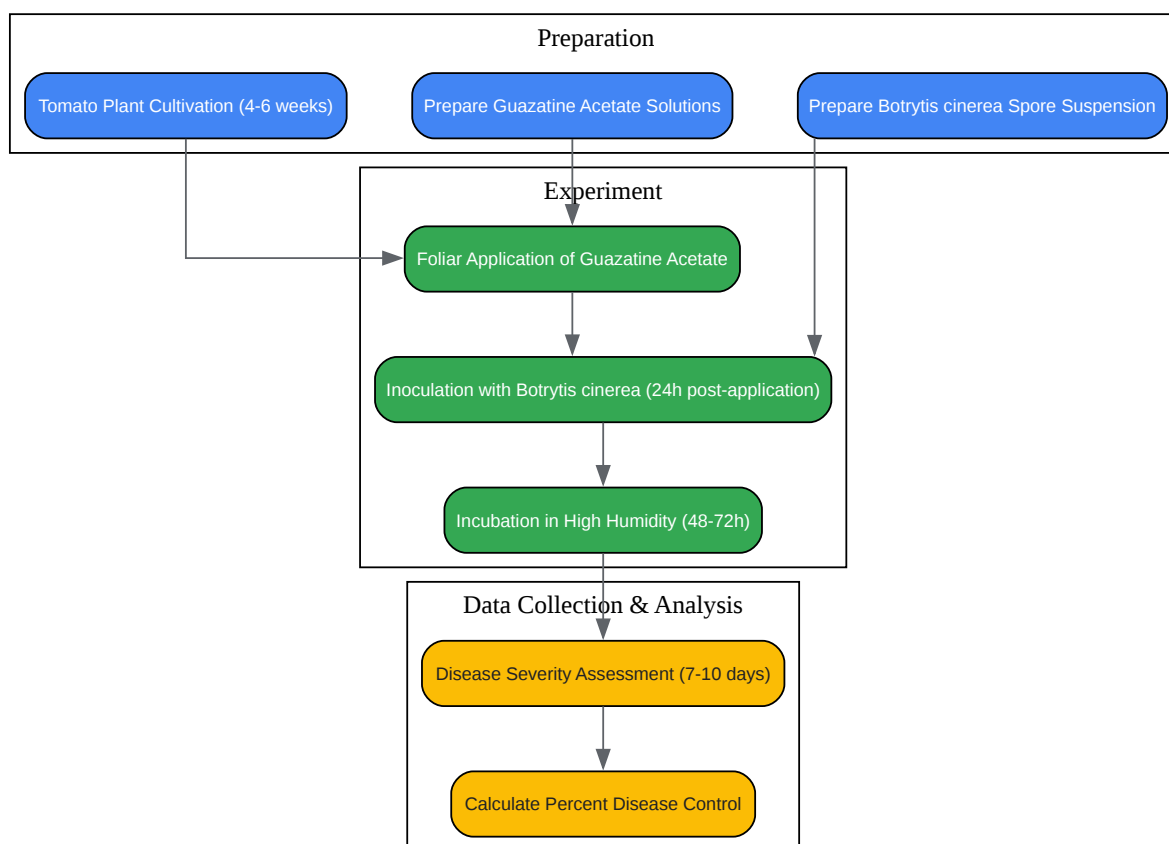 Preparation
Tomato Plant Cultivation (4-6 weeks)
Prepare Guazatine Acetate Solutions
Prepare Botrytis cinerea Spore Suspension
Experiment
Foliar Application of Guazatine Acetate
Inoculation with Botrytis cinerea (24h post-application)
Incubation in High Humidity (48-72h)
Data Collection & Analysis
Disease Severity Assessment (7-10 days)
Calculate Percent Disease Control